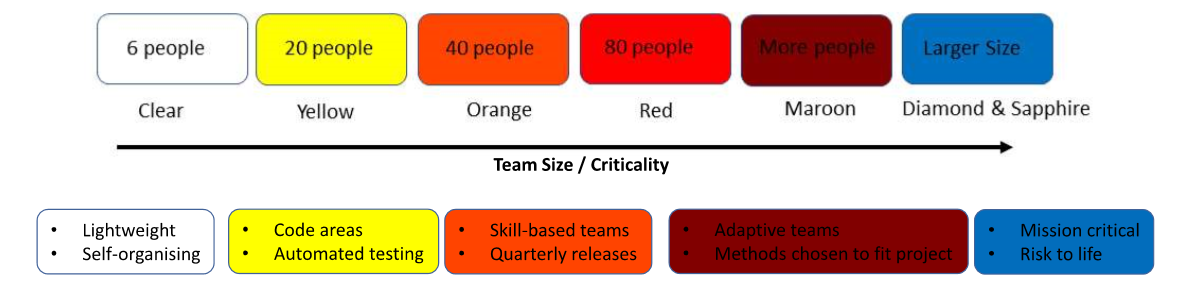 6 people 20 people 40 people 80 people More people Larger Size
Clear Yellow Orange Red Maroon Diamond & Sapphire
Team Size / Criticality
• Lightweight
• Self-organising
• Code areas
• Automated testing
• Skill-based teams
• Quarterly releases
• Adaptive teams
• Methods chosen to fit project
• Mission critical
• Risk to life